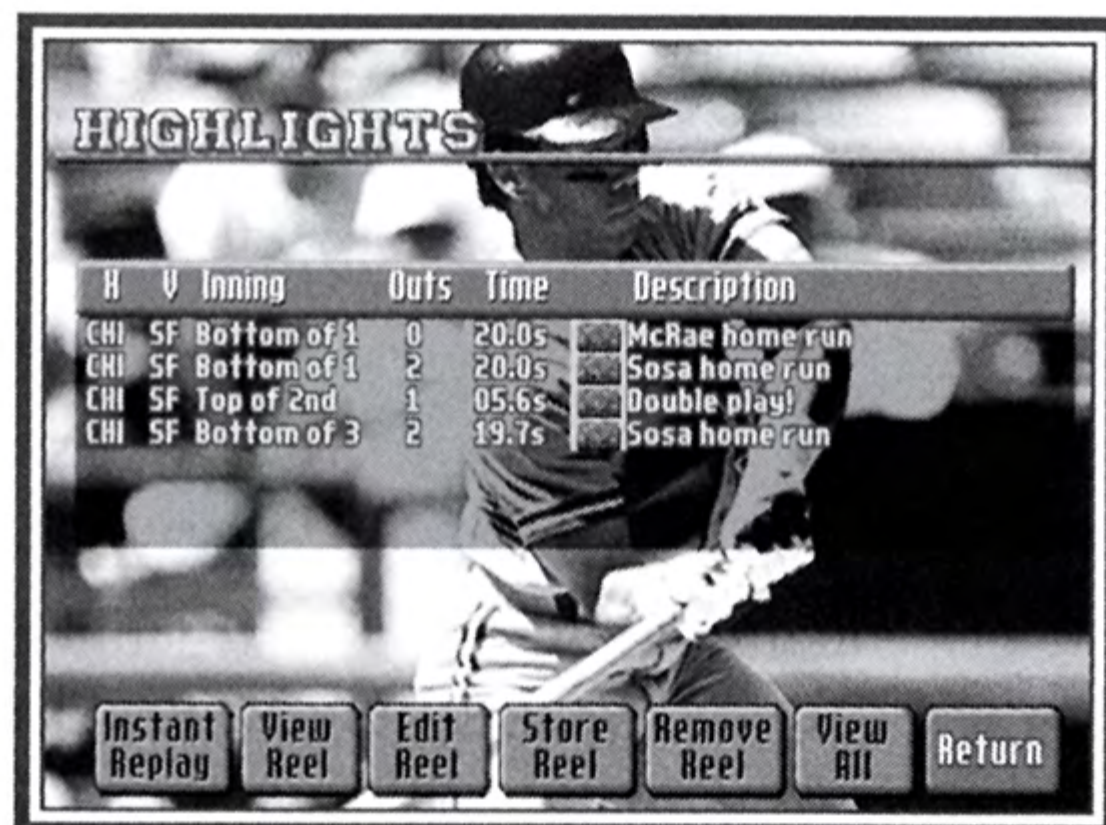 HIGHLIGHTS
H V Inning Outs Time Description
CHI SF Bottom of 1 0 20.0s McRae home run
CHI SF Bottom of 1 2 20.0s Sosa home run
CHI SF Top of 2nd 1 05.6s Double play!
CHI SF Bottom of 3 2 19.7s Sosa home run
Instant Replay
View Reel
Edit Reel
Store Reel
Remove Reel
View All
Return